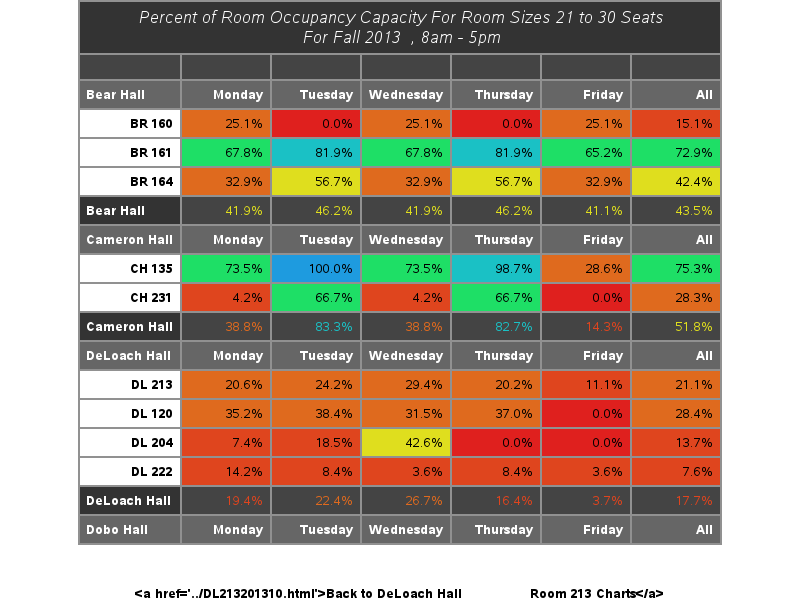 Percent of Room Occupancy Capacity For Room Sizes 21 to 30 Seats
For Fall 2013 , 8am - 5pm
Bear Hall Monday Tuesday Wednesday Thursday Friday All
BR 160 25.1% 0.0% 25.1% 0.0% 25.1% 15.1%
BR 161 67.8% 81.9% 67.8% 81.9% 65.2% 72.9%
BR 164 32.9% 56.7% 32.9% 56.7% 32.9% 42.4%
Bear Hall 41.9% 46.2% 41.9% 46.2% 41.1% 43.5%
Cameron Hall Monday Tuesday Wednesday Thursday Friday All
CH 135 73.5% 100.0% 73.5% 98.7% 28.6% 75.3%
CH 231 4.2% 66.7% 4.2% 66.7% 0.0% 28.3%
Cameron Hall 38.8% 83.3% 38.8% 82.7% 14.3% 51.8%
DeLoach Hall Monday Tuesday Wednesday Thursday Friday All
DL 213 20.6% 24.2% 29.4% 20.2% 11.1% 21.1%
DL 120 35.2% 38.4% 31.5% 37.0% 0.0% 28.4%
DL 204 7.4% 18.5% 42.6% 0.0% 0.0% 13.7%
DL 222 14.2% 8.4% 3.6% 8.4% 3.6% 7.6%
DeLoach Hall 19.4% 22.4% 26.7% 16.4% 3.7% 17.7%
Dobo Hall Monday Tuesday Wednesday Thursday Friday All
<a href='../DL213201310.html'>Back to DeLoach Hall Room 213 Charts</a>